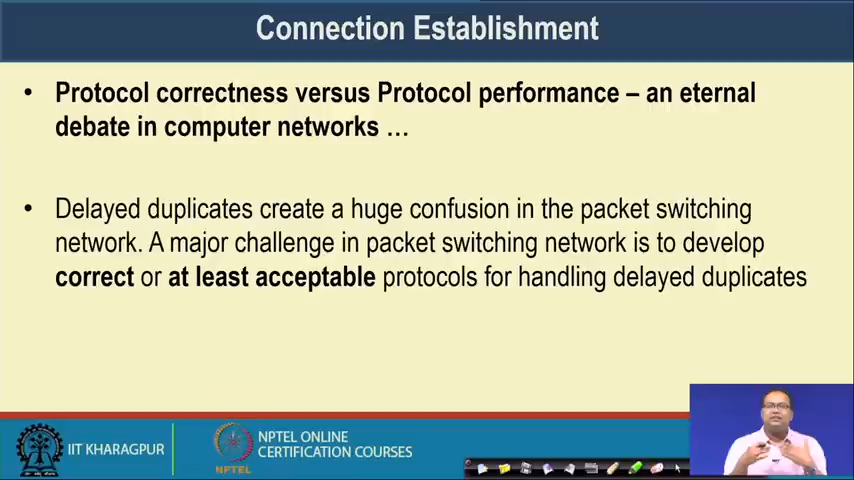 Connection Establishment
• Protocol correctness versus Protocol performance – an eternal
debate in computer networks …
• Delayed duplicates create a huge confusion in the packet switching
network. A major challenge in packet switching network is to develop
correct or at least acceptable protocols for handling delayed duplicates
IIT KHARAGPUR
NPTEL
NPTEL ONLINE
CERTIFICATION COURSES